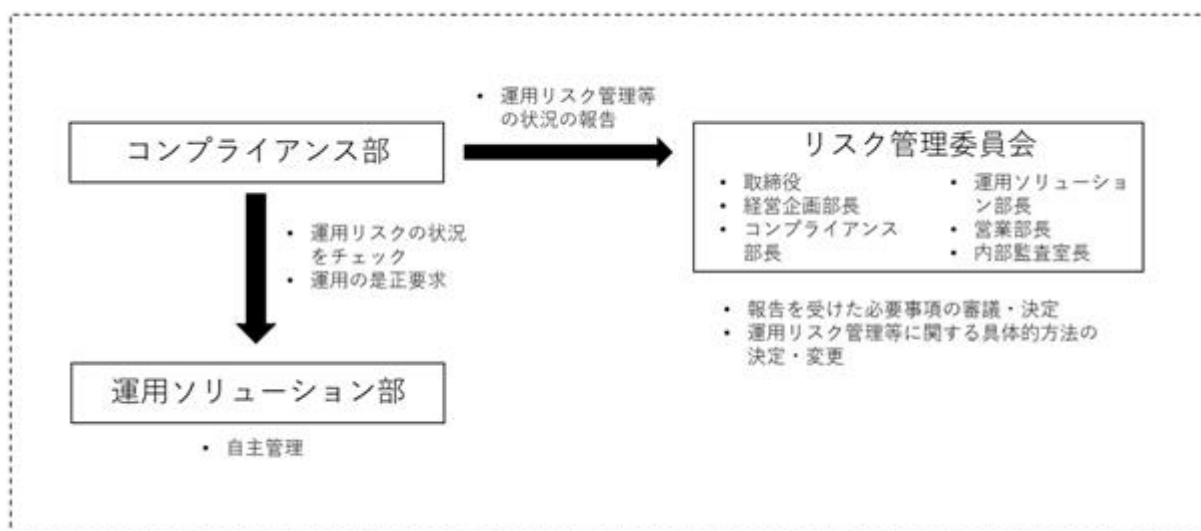 • 運用リスク管理等
の状況の報告
コンプライアンス部
リスク管理委員会
• 取締役
• 経営企画部長
• コンプライアンス
部長
• 運用ソリューショ
ン部長
• 営業部長
• 内部監査室長
• 運用リスクの状況
をチェック
• 運用の是正要求
• 報告を受けた必要事項の審議・決定
• 運用リスク管理等に関する具体的方法の
決定・変更
運用ソリューション部
• 自主管理